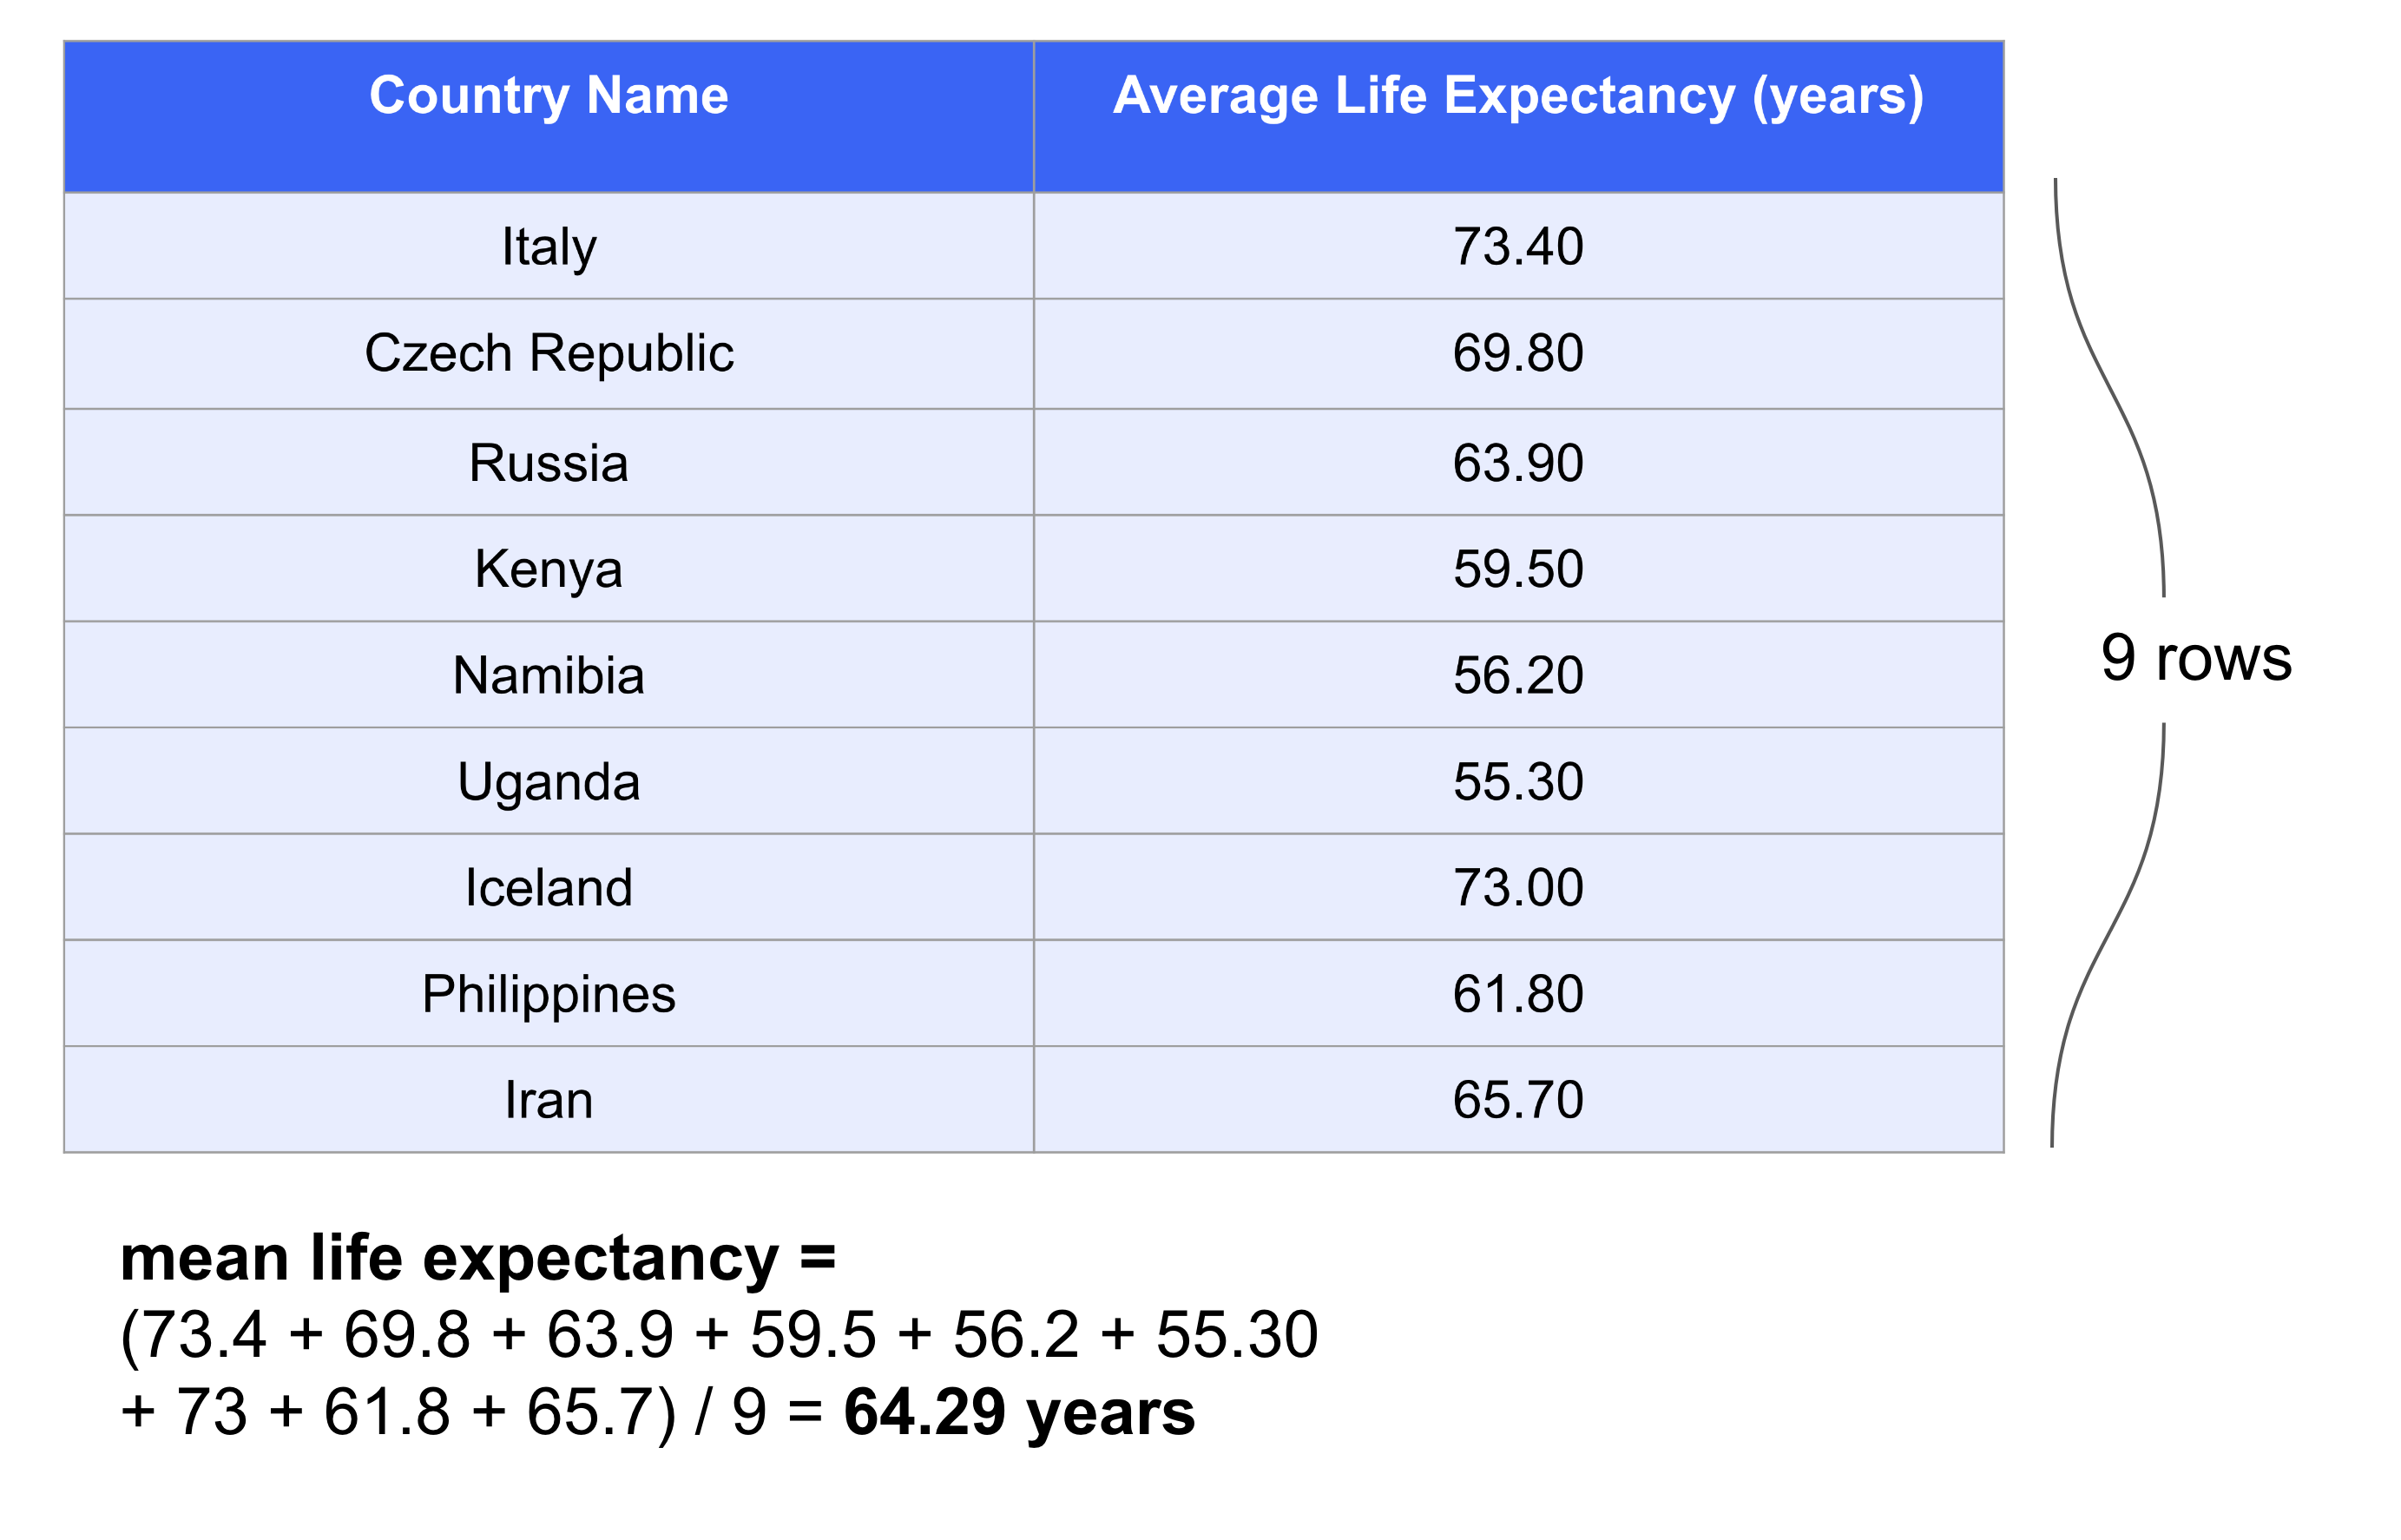 Country Name Average Life Expectancy (years)
Italy 73.40
Czech Republic 69.80
Russia 63.90
Kenya 59.50
Namibia 56.20
Uganda 55.30
Iceland 73.00
Philippines 61.80
Iran 65.70
9 rows
mean life expectancy =
(73.4 + 69.8 + 63.9 + 59.5 + 56.2 + 55.30
+ 73 + 61.8 + 65.7) / 9 = 64.29 years